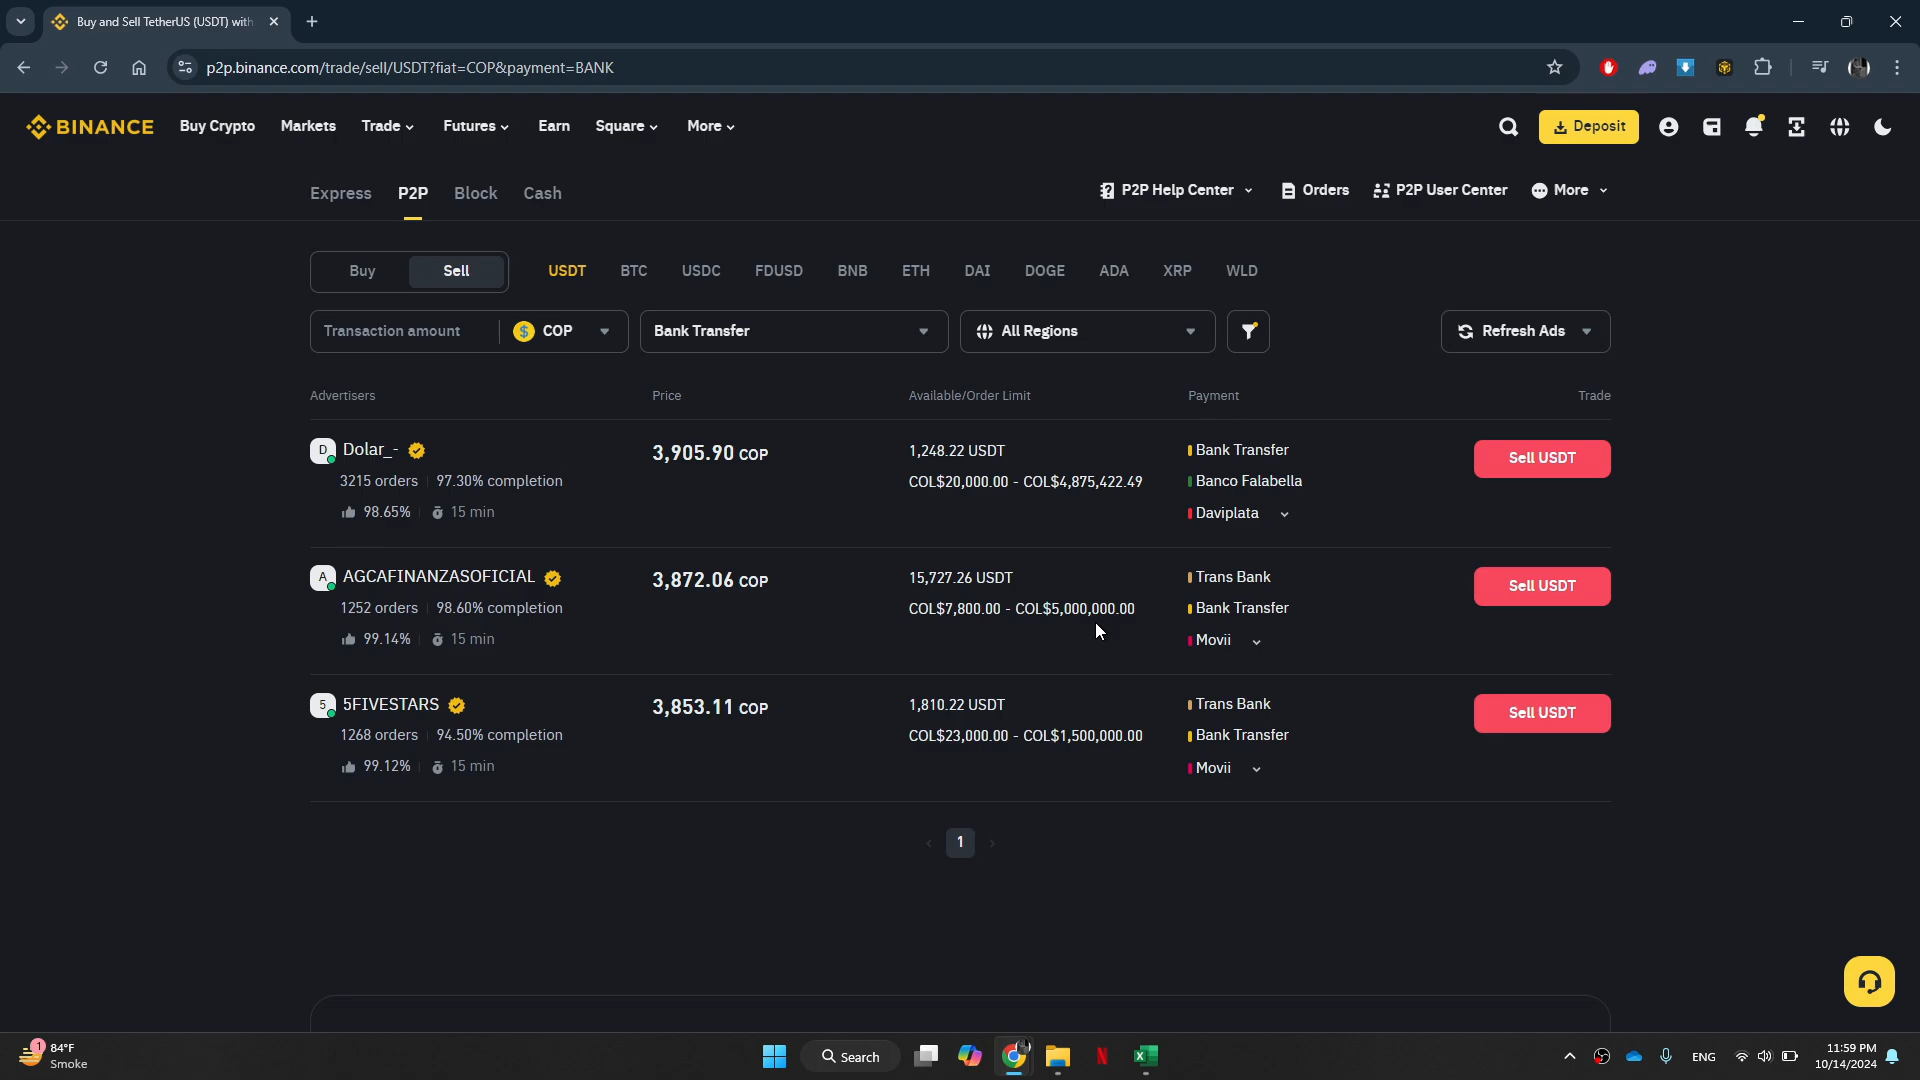 Buy and Sell TetherUS (USDT) with
p2p.binance.com/trade/sell/USDT?fiat=COP&payment=BANK
BINANCE Buy Crypto Markets Trade Futures Earn Square More Deposit
Express P2P Block Cash P2P Help Center Orders P2P User Center More
Buy Sell USDT BTC USDC FDUSD BNB ETH DAI DOGE ADA XRP WLD
Transaction amount $ COP Bank Transfer All Regions Refresh Ads
Advertisers Price Available/Order Limit Payment Trade
D Dolar_- 3,905.90 COP 1,248.22 USDT Bank Transfer Sell USDT
3215 orders 97.30% completion COL$20,000.00 - COL$4,875,422.49 Banco Falabella
98.65% 15 min Daviplata
A AGCAFINANZASOFICIAL 3,872.06 COP 15,727.26 USDT Trans Bank Sell USDT
1252 orders 98.60% completion COL$7,800.00 - COL$5,000,000.00 Bank Transfer
99.14% 15 min Movii
5 5FIVESTARS 3,853.11 COP 1,810.22 USDT Trans Bank Sell USDT
1268 orders 94.50% completion COL$23,000.00 - COL$1,500,000.00 Bank Transfer
99.12% 15 min Movii
1
1 84°F Search ENG 11:59 PM
Smoke 10/14/2024